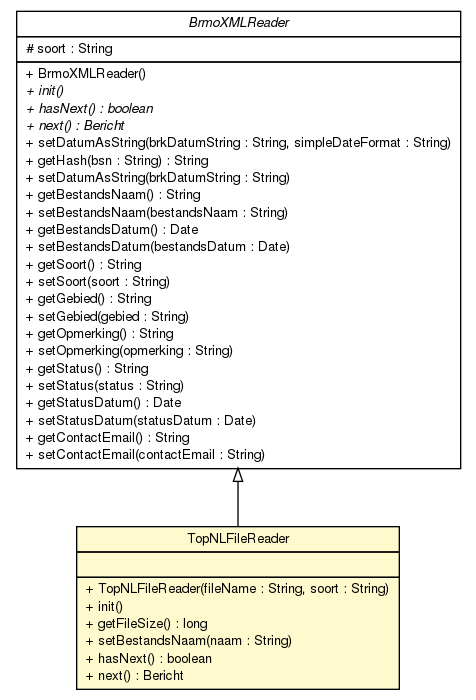 BrmoXMLReader
# soort : String
+ BrmoXMLReader()
+ init()
+ hasNext() : boolean
+ next() : Bericht
+ setDatumAsString(brkDatumString : String, simpleDateFormat : String)
+ getHash(bsn : String) : String
+ setDatumAsString(brkDatumString : String)
+ getBestandsNaam() : String
+ setBestandsNaam(bestandsNaam : String)
+ getBestandsDatum() : Date
+ setBestandsDatum(bestandsDatum : Date)
+ getSoort() : String
+ setSoort(soort : String)
+ getGebied() : String
+ setGebied(gebied : String)
+ getOpmerking() : String
+ setOpmerking(opmerking : String)
+ getStatus() : String
+ setStatus(status : String)
+ getStatusDatum() : Date
+ setStatusDatum(statusDatum : Date)
+ getContactEmail() : String
+ setContactEmail(contactEmail : String)
TopNLFileReader
+ TopNLFileReader(fileName : String, soort : String)
+ init()
+ getFileSize() : long
+ setBestandsNaam(naam : String)
+ hasNext() : boolean
+ next() : Bericht